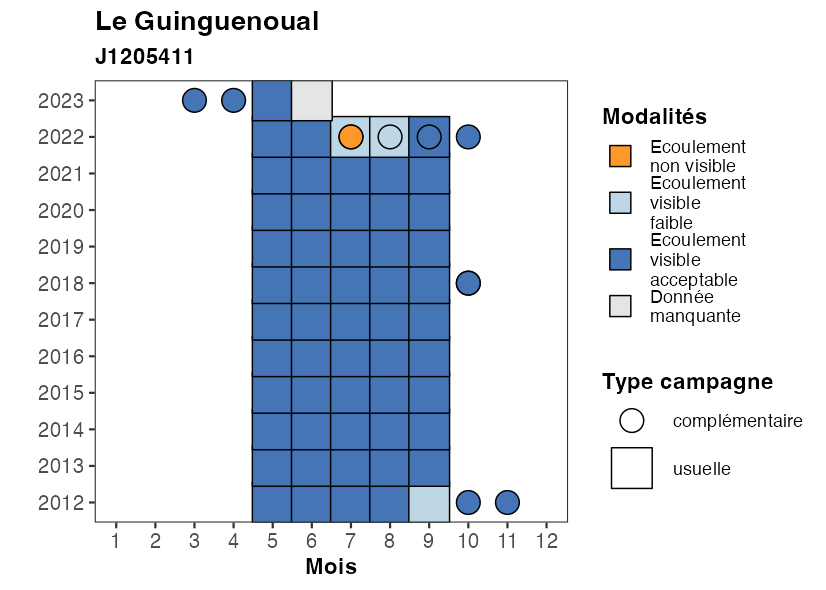 Le Guinguenoual
J1205411
2023
2022
2021
2020
2019
2018
2017
2016
2015
2014
2013
2012
1 2 3 4 5 6 7 8 9 10 11 12
Mois
Modalités
Ecoulement
non visible
Ecoulement
visible
faible
Ecoulement
visible
acceptable
Donnée
manquante
Type campagne
complémentaire
usuelle